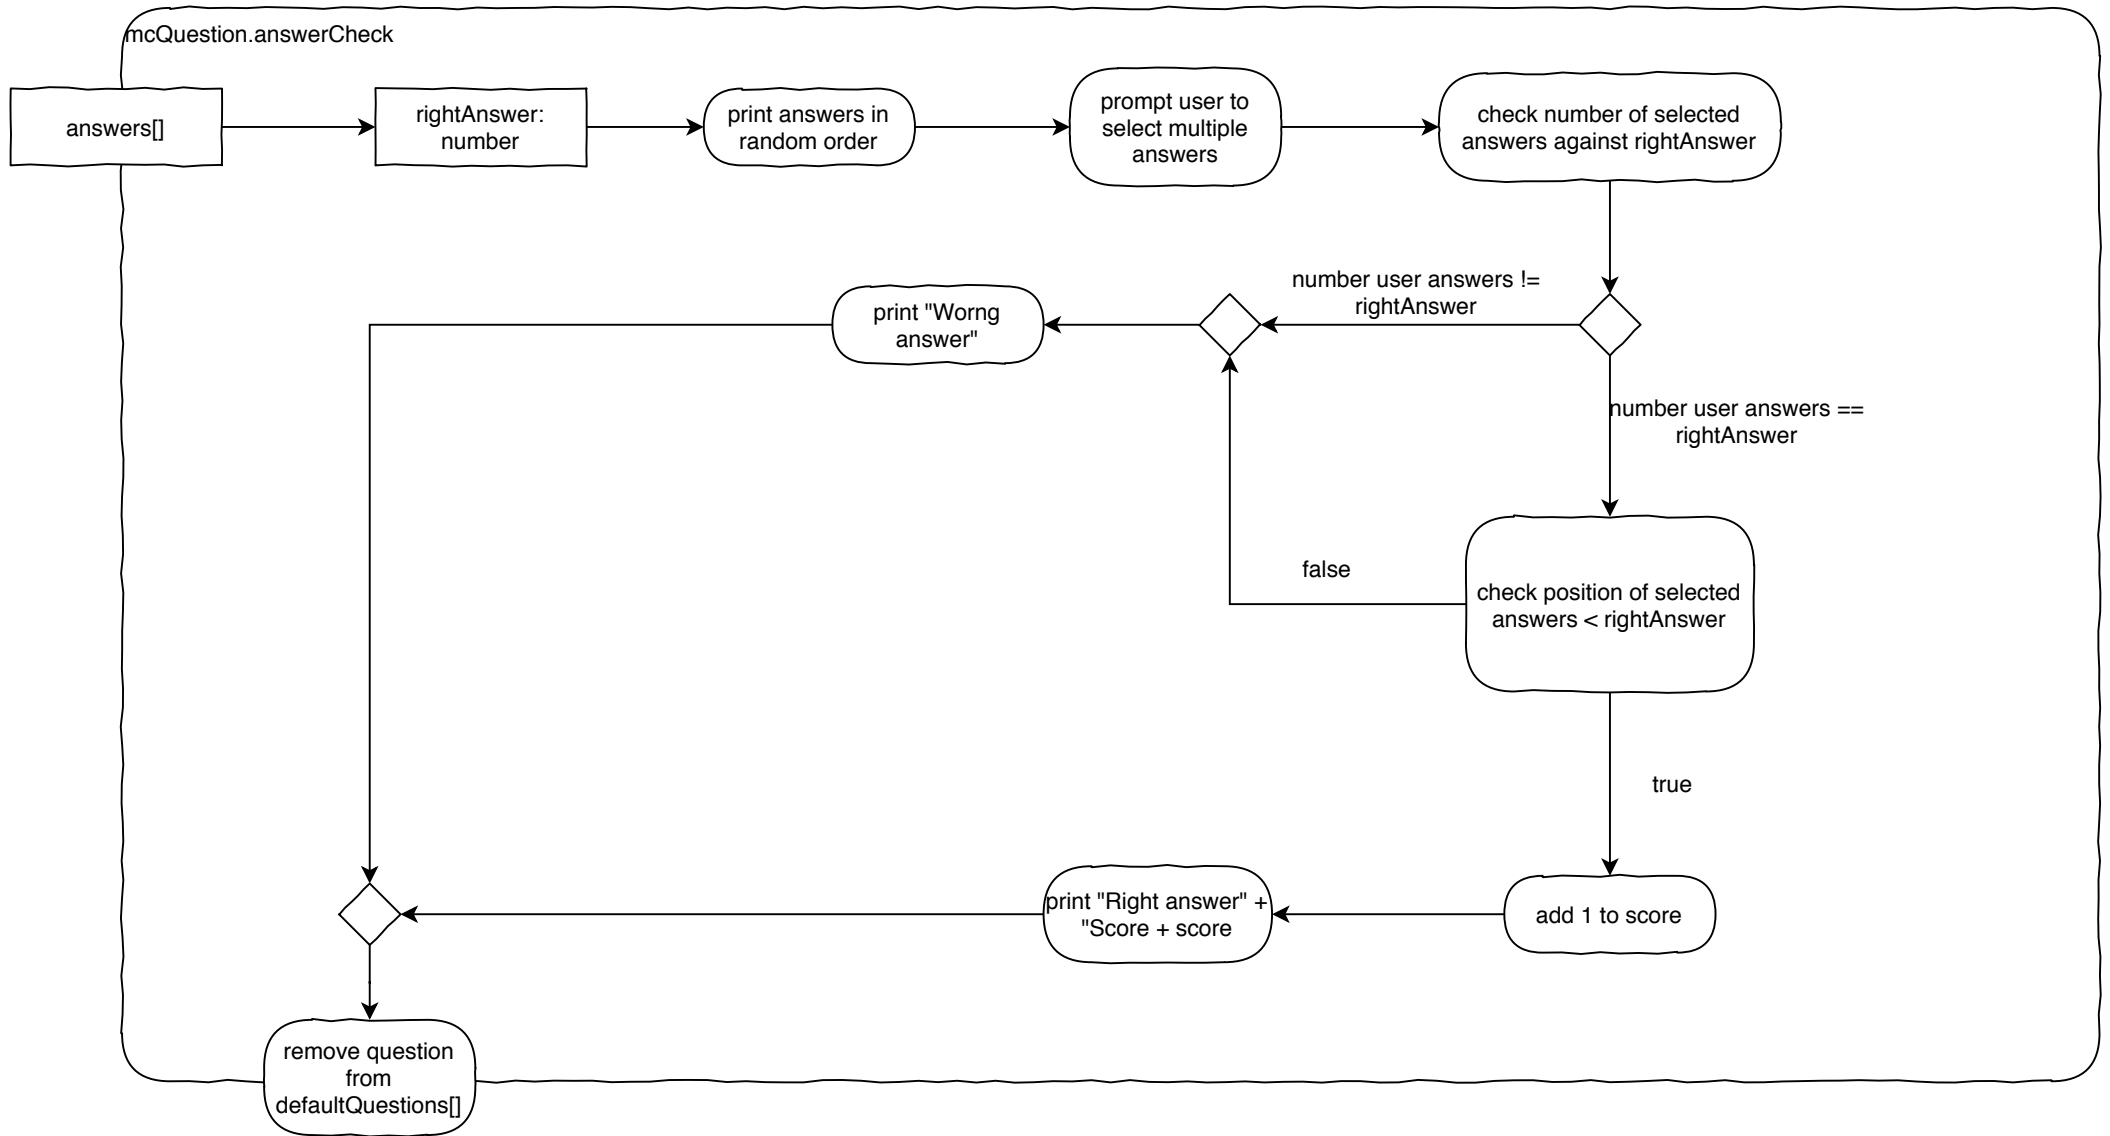 mcQuestion.answerCheck
answers[]
rightAnswer:
number
print answers in
random order
prompt user to
select multiple
answers
check number of selected
answers against rightAnswer
number user answers !=
rightAnswer
print "Worng
answer"
number user answers ==
rightAnswer
false
check position of selected
answers < rightAnswer
true
print "Right answer" +
"Score + score
add 1 to score
remove question
from
defaultQuestions[]